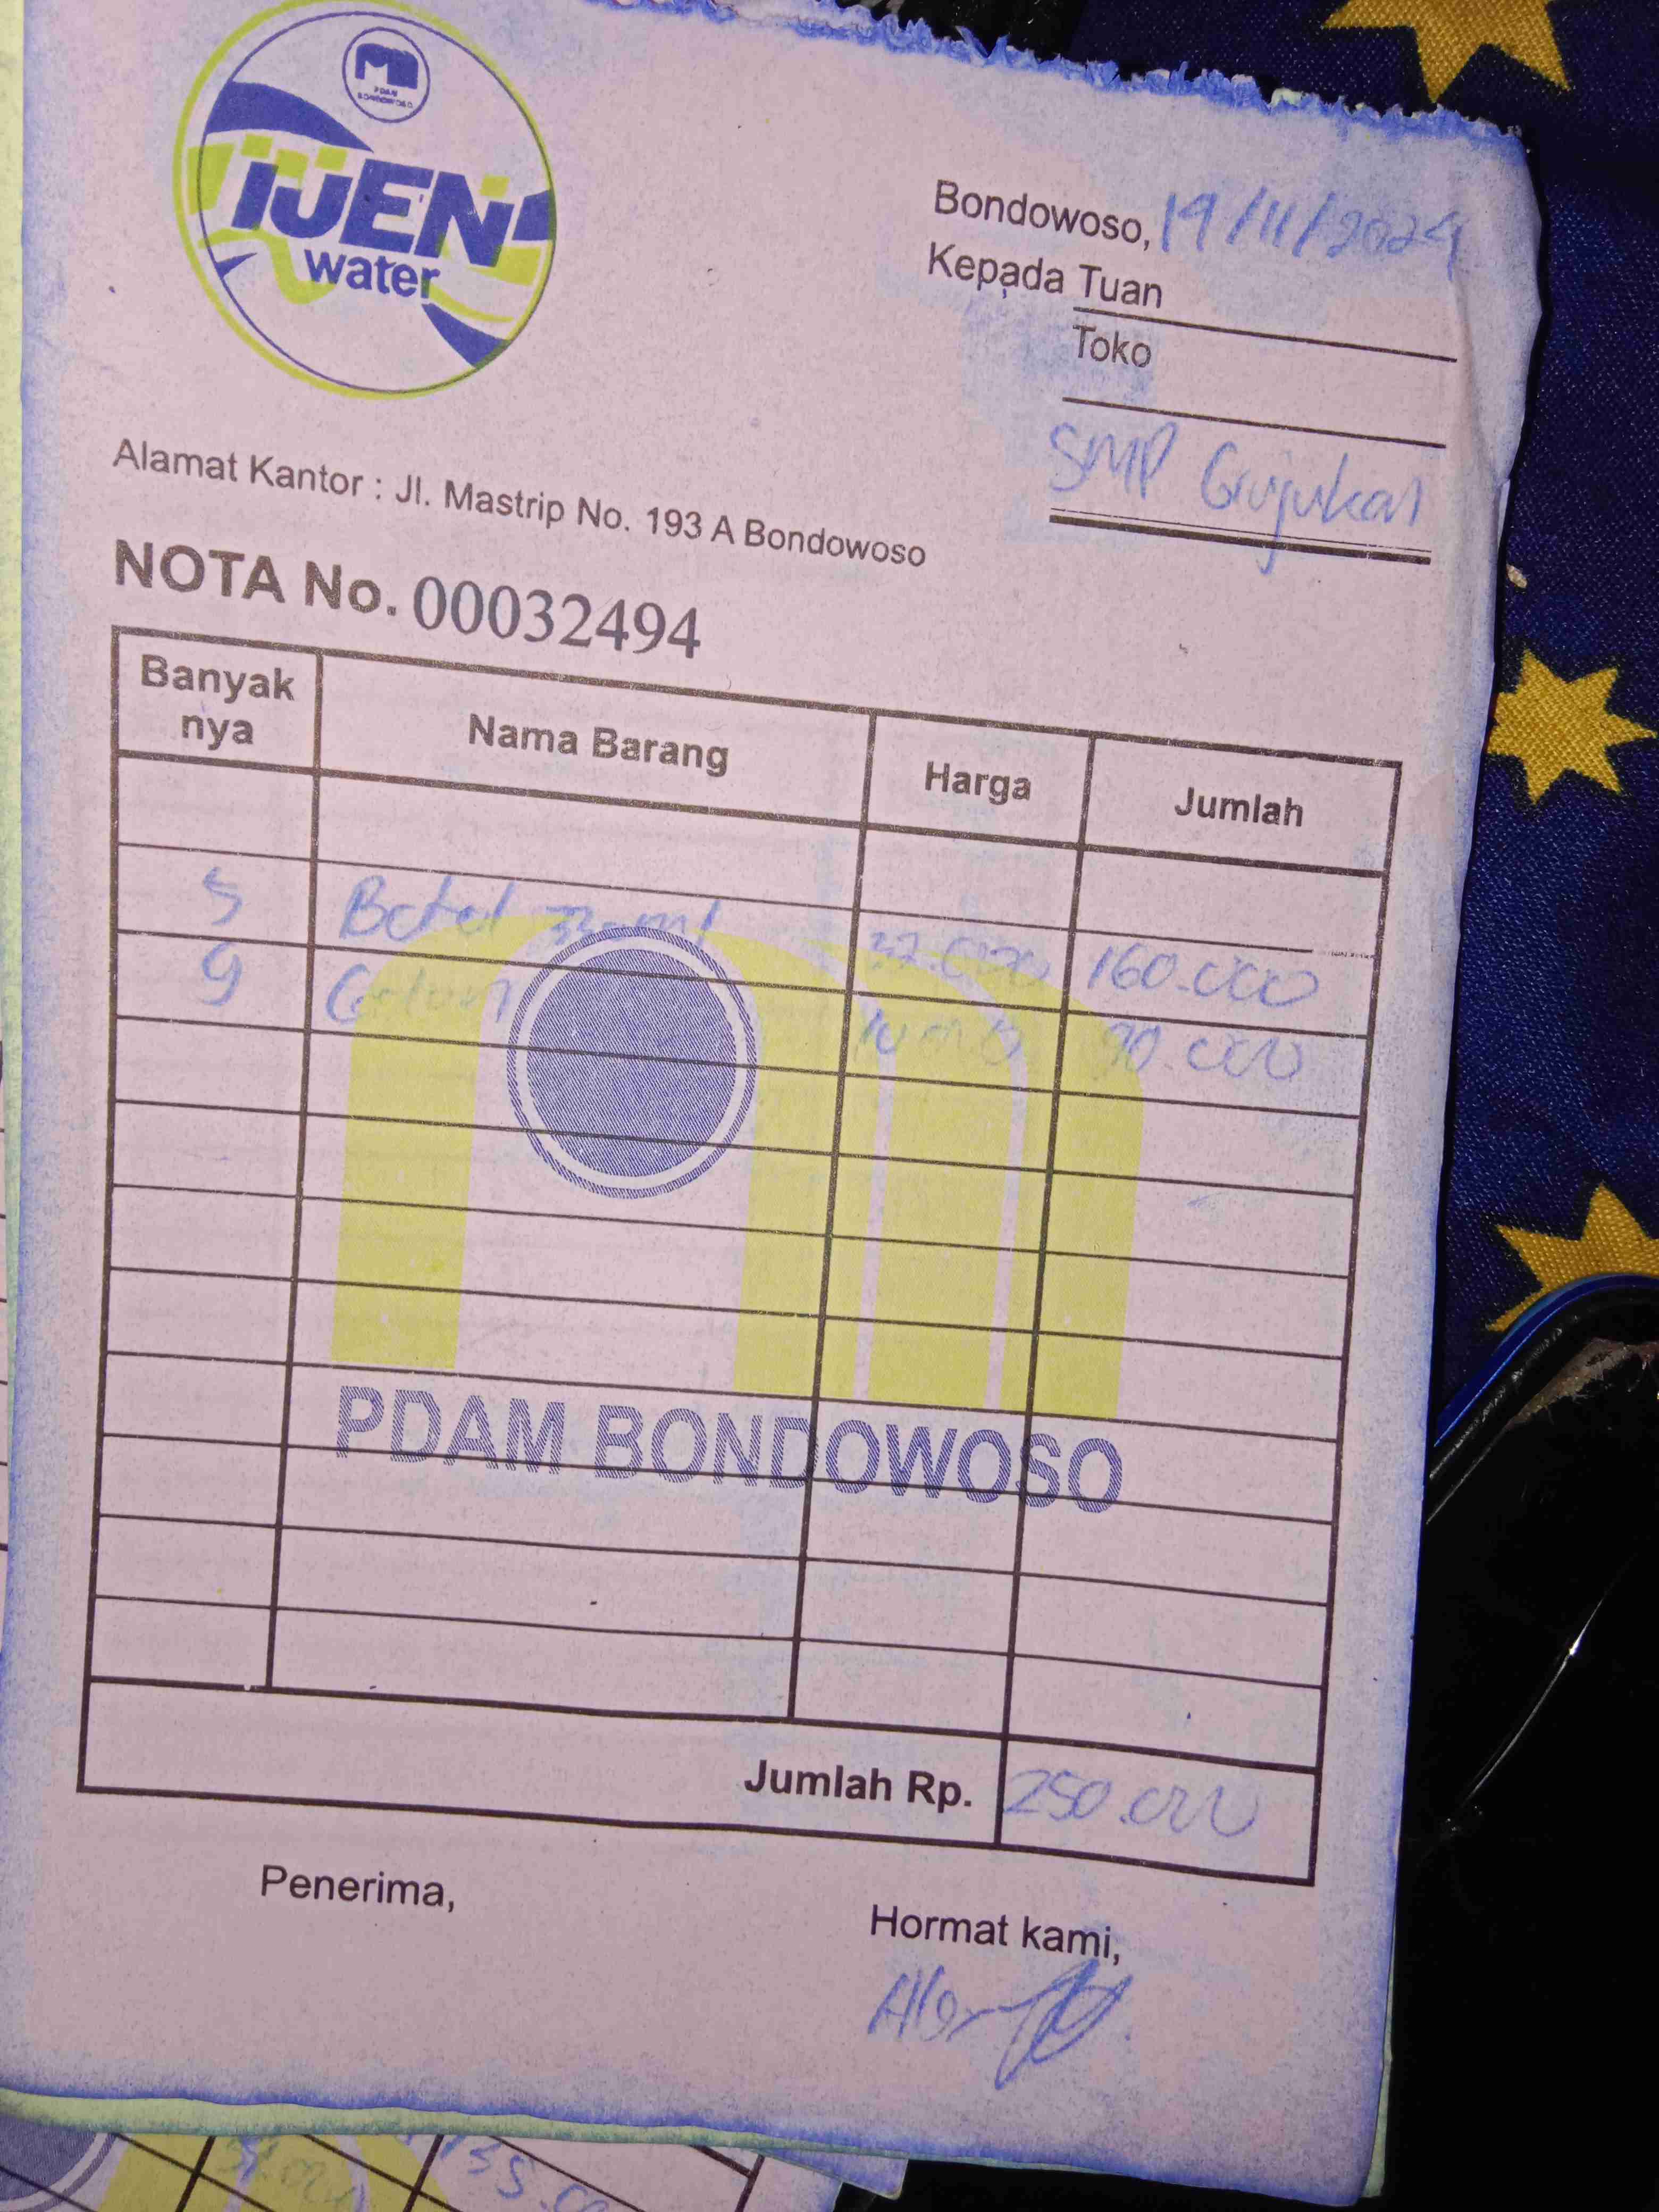 PDAM
BONDOWOSO
IJEN
water
Bondowoso, 19/11/2024
Kepada Tuan
Toko
SMP Grujukan
Alamat Kantor : Jl. Mastrip No. 193 A Bondowoso
NOTA No. 00032494
Banyak nya Nama Barang Harga Jumlah
5 Botol 330 ml 32.000 160.000
9 Galon 10.000 90.000
PDAM BONDOWOSO
Jumlah Rp. 250.000
Penerima,
Hormat kami,